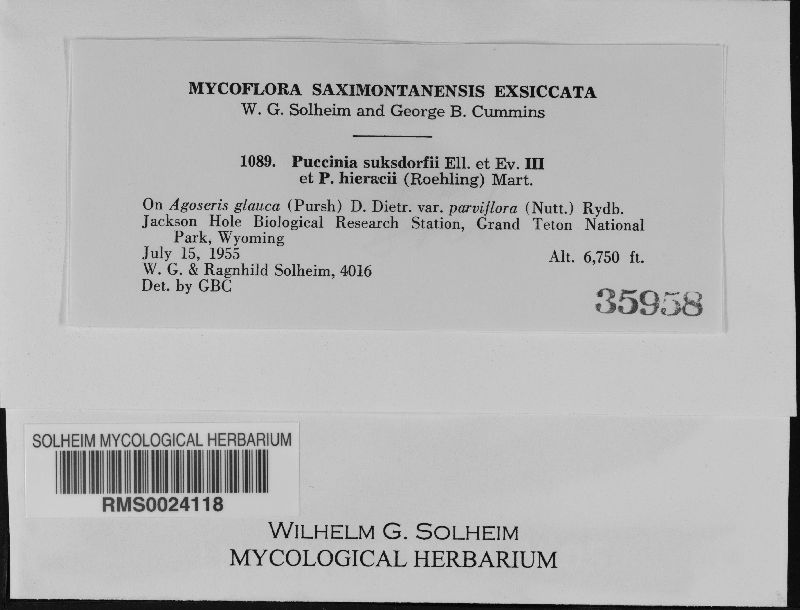 MYCOFLORA SAXIMONTANENSIS EXSICCATA
W. G. Solheim and George B. Cummins
1089. Puccinia suksdorfii Ell. et Ev. III
et P. hieracii (Roehling) Mart.
On Agoseris glauca (Pursh) D. Dietr. var. parviflora (Nutt.) Rydb.
Jackson Hole Biological Research Station, Grand Teton National
Park, Wyoming
July 15, 1955 Alt. 6,750 ft.
W. G. & Ragnhild Solheim, 4016
Det. by GBC
35958
SOLHEIM MYCOLOGICAL HERBARIUM
RMS0024118
WILHELM G. SOLHEIM
MYCOLOGICAL HERBARIUM